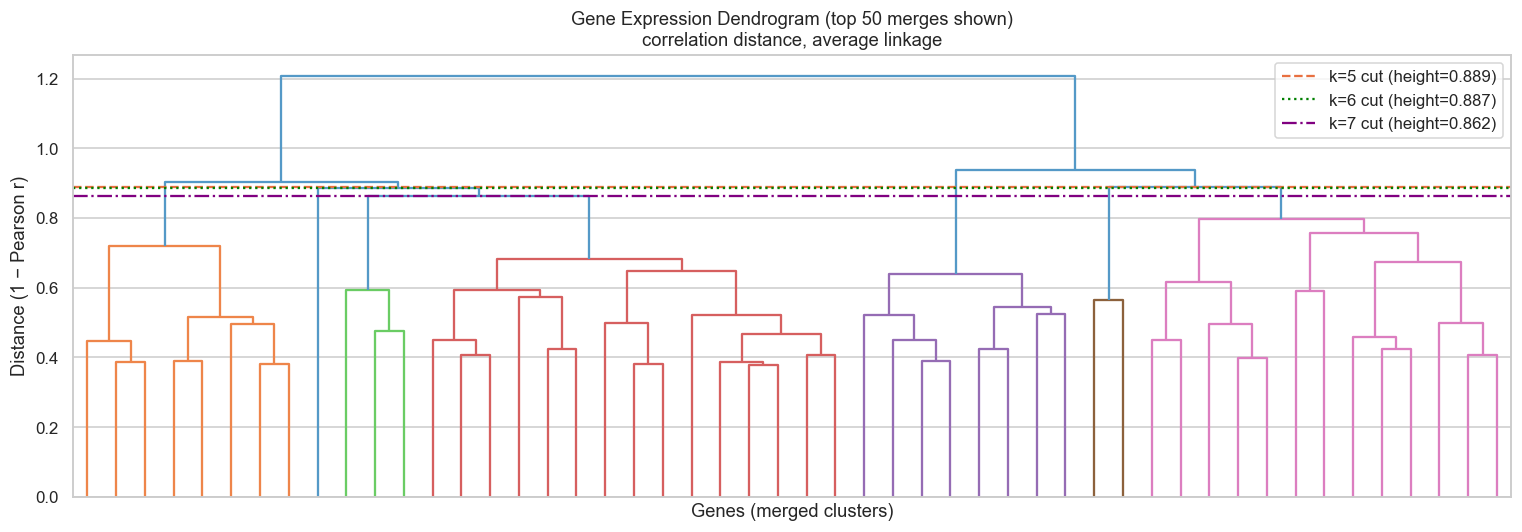 Gene Expression Dendrogram (top 50 merges shown)
correlation distance, average linkage
k=5 cut (height=0.889)
k=6 cut (height=0.887)
k=7 cut (height=0.862)
Distance (1 − Pearson r)
1.2
1.0
0.8
0.6
0.4
0.2
0.0
Genes (merged clusters)